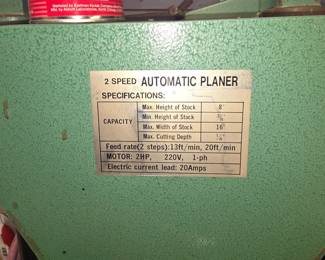 2 SPEED AUTOMATIC PLANER
SPECIFICATIONS:
CAPACITY
Max. Height of Stock 8"
Min. Height of Stock
Max. Width of Stock 16"
Max. Cutting Depth
Feed rate(2 steps):13ft/min, 20ft/min
MOTOR: 2HP, 220V, 1-ph
Electric current lead: 20Amps